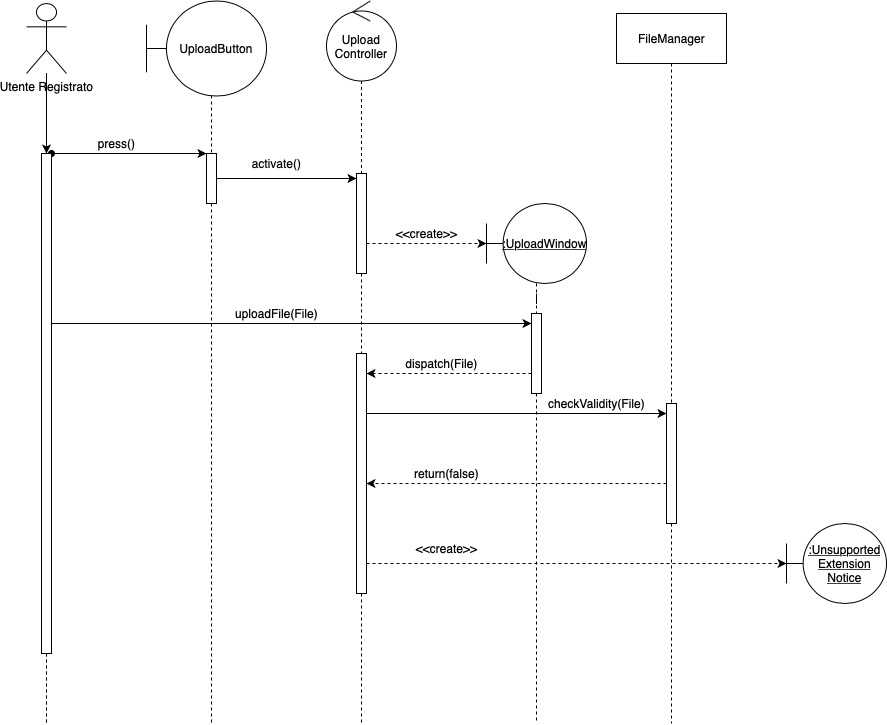 Utente Registrato
UploadButton
Upload
Controller
FileManager
press()
activate()
<<create>>
:UploadWindow
uploadFile(File)
dispatch(File)
checkValidity(File)
return(false)
<<create>>
:Unsupported
Extension
Notice